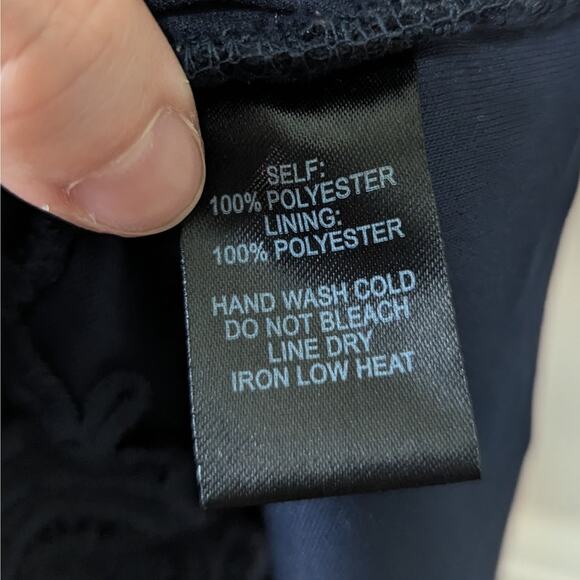 SELF:
100% POLYESTER
LINING:
100% POLYESTER
HAND WASH COLD
DO NOT BLEACH
LINE DRY
IRON LOW HEAT